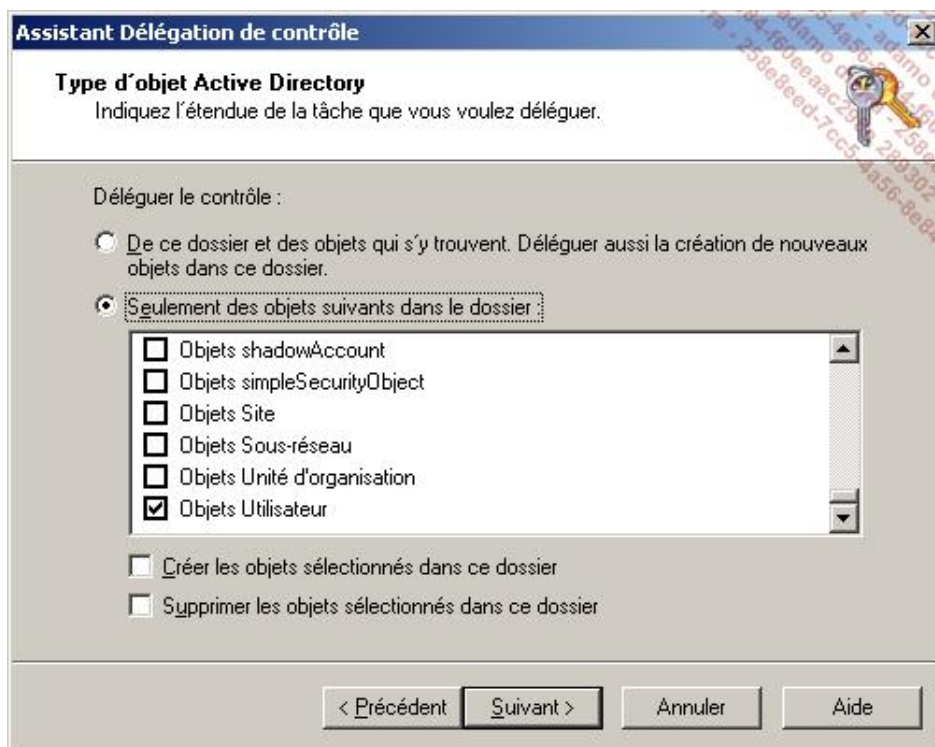 Assistant Délégation de contrôle
Type d´objet Active Directory
Indiquez l´étendue de la tâche que vous voulez déléguer.
Déléguer le contrôle :
De ce dossier et des objets qui s´y trouvent. Déléguer aussi la création de nouveaux
objets dans ce dossier.
Seulement des objets suivants dans le dossier :
Objets shadowAccount
Objets simpleSecurityObject
Objets Site
Objets Sous-réseau
Objets Unité d'organisation
Objets Utilisateur
Créer les objets sélectionnés dans ce dossier
Supprimer les objets sélectionnés dans ce dossier
< Précédent
Suivant >
Annuler
Aide